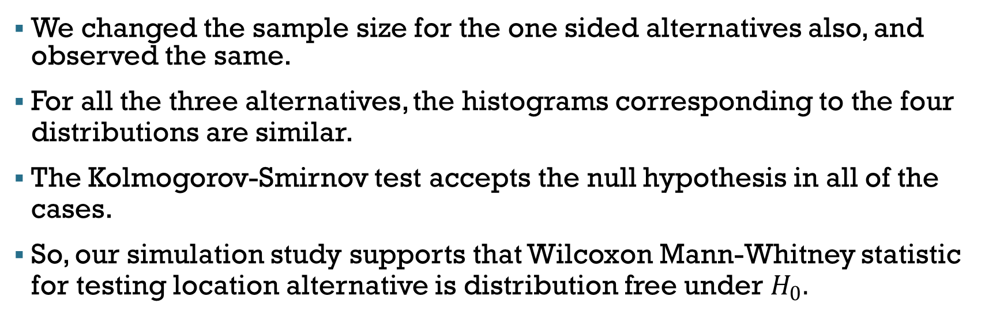 ▪ We changed the sample size for the one sided alternatives also, and
observed the same.
▪ For all the three alternatives, the histograms corresponding to the four
distributions are similar.
▪ The Kolmogorov-Smirnov test accepts the null hypothesis in all of the
cases.
▪ So, our simulation study supports that Wilcoxon Mann-Whitney statistic
for testing location alternative is distribution free under H₀.